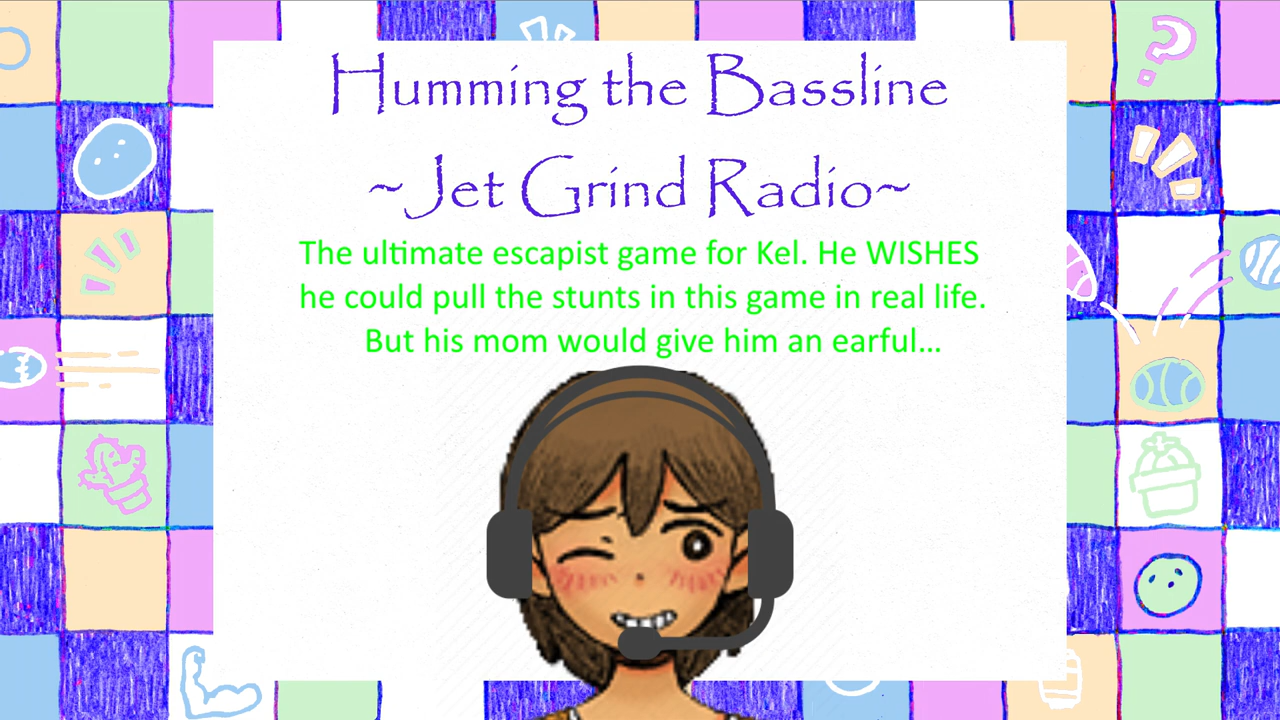 Humming the Bassline
~Jet Grind Radio~
The ultimate escapist game for Kel. He WISHES
he could pull the stunts in this game in real life.
But his mom would give him an earful...
?